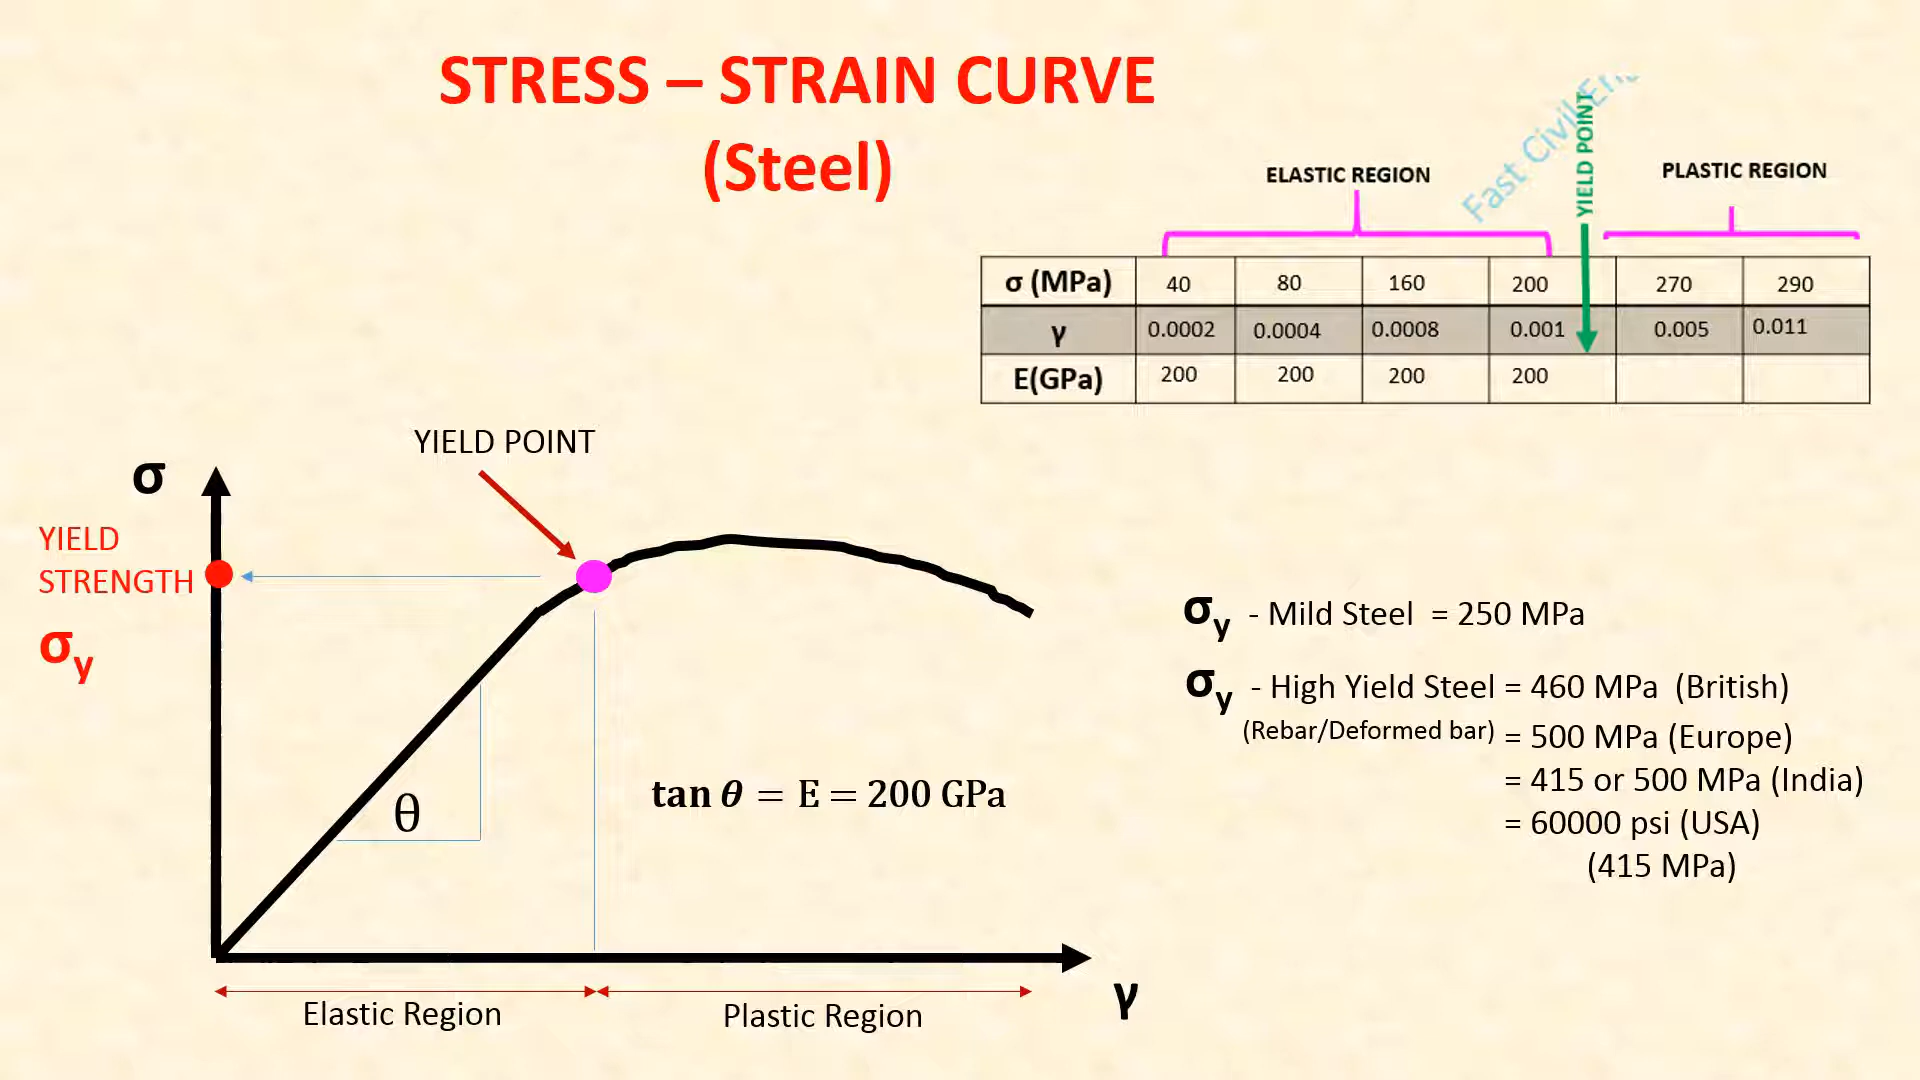 STRESS – STRAIN CURVE
(Steel)
Fast Civil
YIELD POINT
ELASTIC REGION
PLASTIC REGION
σ (MPa) 40 80 160 200 270 290
γ 0.0002 0.0004 0.0008 0.001 0.005 0.011
E(GPa) 200 200 200 200
YIELD POINT
σ
YIELD
STRENGTH
σy
θ
tan θ = E = 200 GPa
Elastic Region
Plastic Region
γ
σy - Mild Steel = 250 MPa
σy - High Yield Steel = 460 MPa (British)
(Rebar/Deformed bar) = 500 MPa (Europe)
= 415 or 500 MPa (India)
= 60000 psi (USA)
(415 MPa)